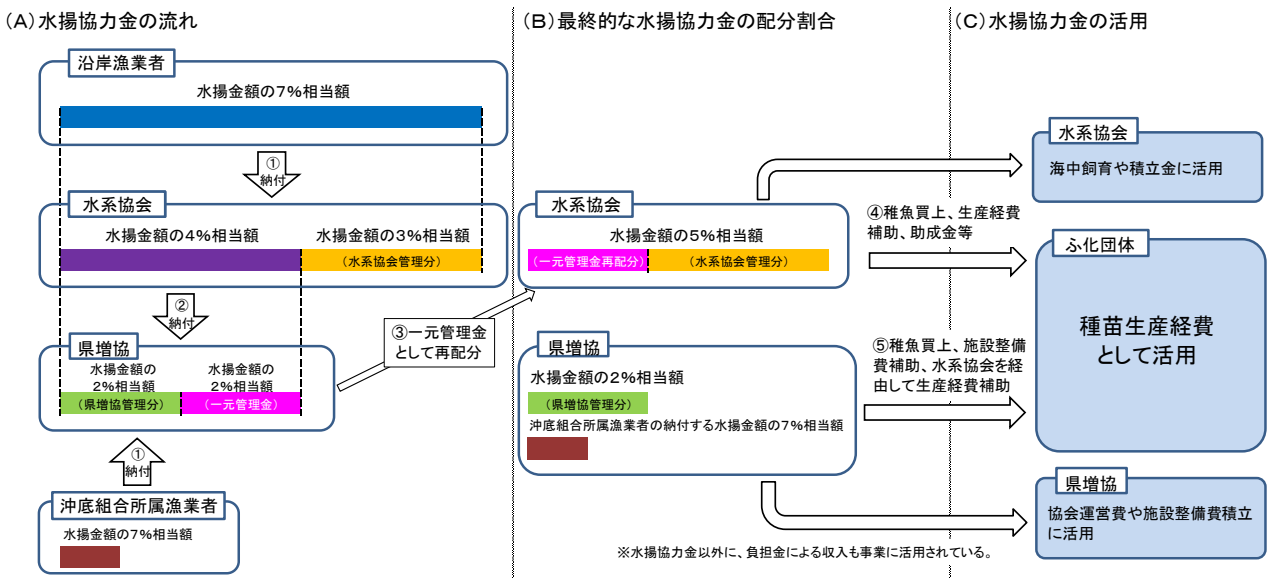 (A)水揚協力金の流れ
沿岸漁業者
水揚金額の7%相当額
①
納付
水系協会
水揚金額の4%相当額
水揚金額の3%相当額
(水系協会管理分)
②
納付
県増協
水揚金額の
2%相当額
水揚金額の
2%相当額
(県増協管理分)
(一元管理金)
①
納付
沖底組合所属漁業者
水揚金額の7%相当額
③一元管理金
として再配分
(B)最終的な水揚協力金の配分割合
水系協会
水揚金額の5%相当額
(一元管理金再配分)
(水系協会管理分)
県増協
水揚金額の2%相当額
(県増協管理分)
沖底組合所属漁業者の納付する水揚金額の7%相当額
※水揚協力金以外に、負担金による収入も事業に活用されている。
④稚魚買上、生産経費
補助、助成金等
⑤稚魚買上、施設整備
費補助、水系協会を経
由して生産経費補助
(C)水揚協力金の活用
水系協会
海中飼育や積立金に活用
ふ化団体
種苗生産経費
として活用
県増協
協会運営費や施設整備費積立
に活用